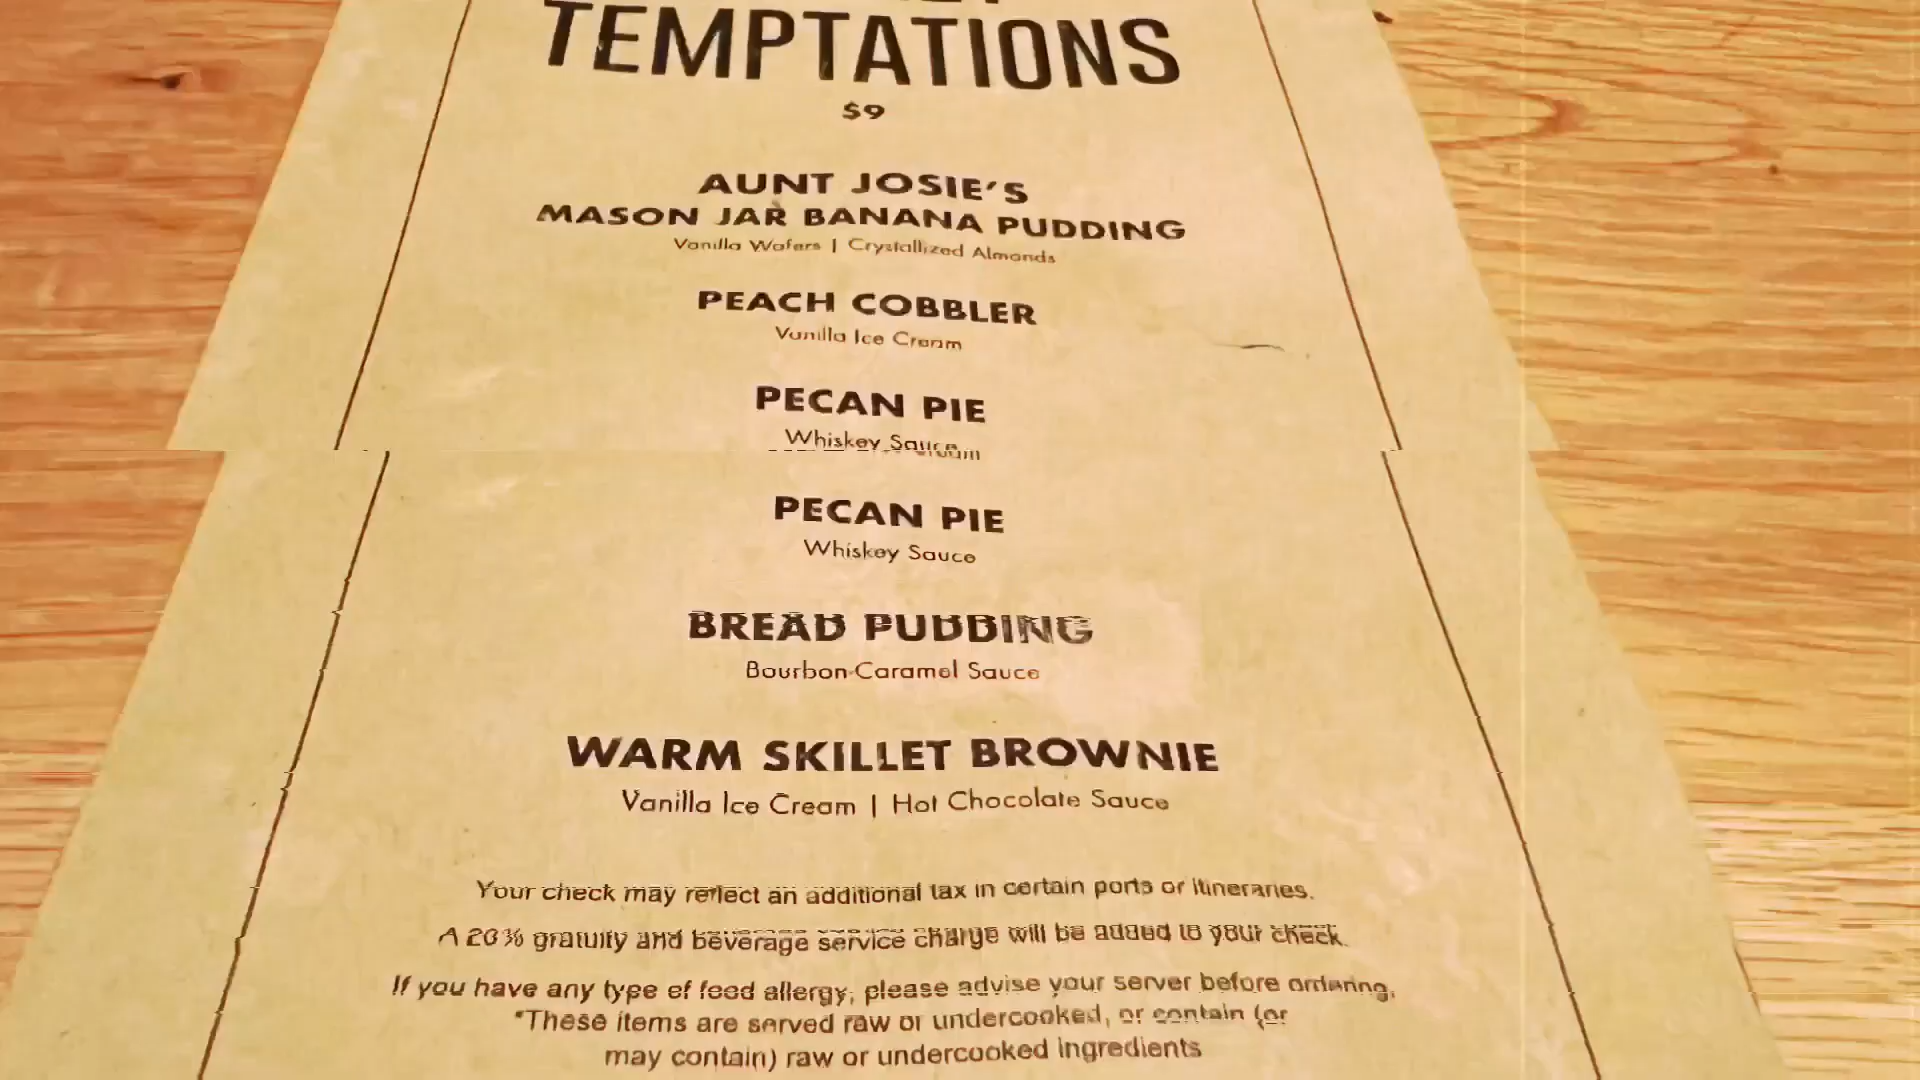 TEMPTATIONS
$9
AUNT JOSIE'S
MASON JAR BANANA PUDDING
Vanilla Wafers | Crystallized Almonds
PEACH COBBLER
Vanilla Ice Cream
PECAN PIE
Whiskey Sauce
PECAN PIE
Whiskey Sauce
BREAD PUDDING
Bourbon-Caramel Sauce
WARM SKILLET BROWNIE
Vanilla Ice Cream | Hot Chocolate Sauce
Your check may reflect an additional tax in certain ports or itineraries.
A 20% gratuity and beverage service charge will be added to your check.
If you have any type of food allergy, please advise your server before ordering.
*These items are served raw or undercooked, or contain (or
may contain) raw or undercooked ingredients